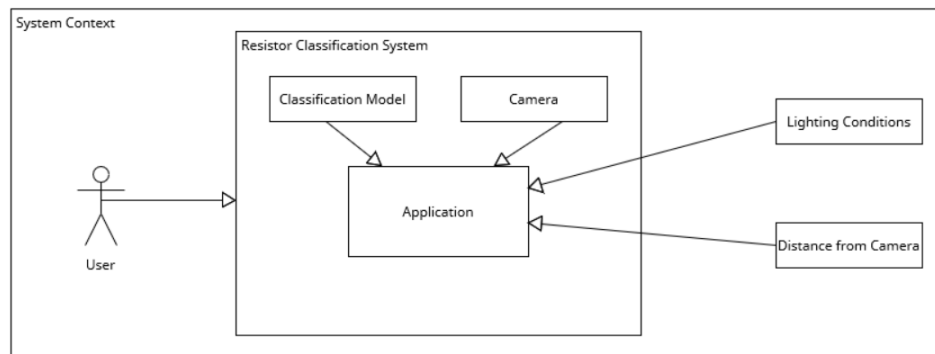 System Context
Resistor Classification System
Classification Model
Camera
Lighting Conditions
Application
User
Distance from Camera